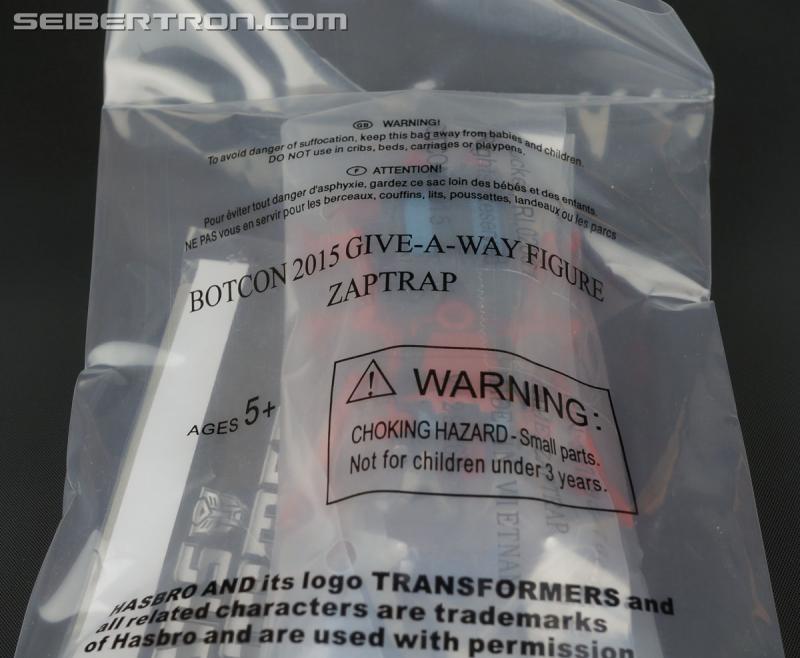 SEIBERTRON.COM
GB WARNING!
To avoid danger of suffocation, keep this bag away from babies and children.
DO NOT use in cribs, beds, carriages or playpens.
F ATTENTION!
Pour éviter tout danger d'asphyxie, gardez ce sac loin des bébés et des enfants.
NE PAS vous en servir pour les berceaux, couffins, lits, poussettes, landeaux ou les parcs
BOTCON 2015 GIVE-A-WAY FIGURE
ZAPTRAP
AGES 5+
WARNING:
CHOKING HAZARD - Small parts.
Not for children under 3 years.
VIETNA
HASBRO AND its logo TRANSFORMERS and
all related characters are trademarks
of Hasbro and are used with permission